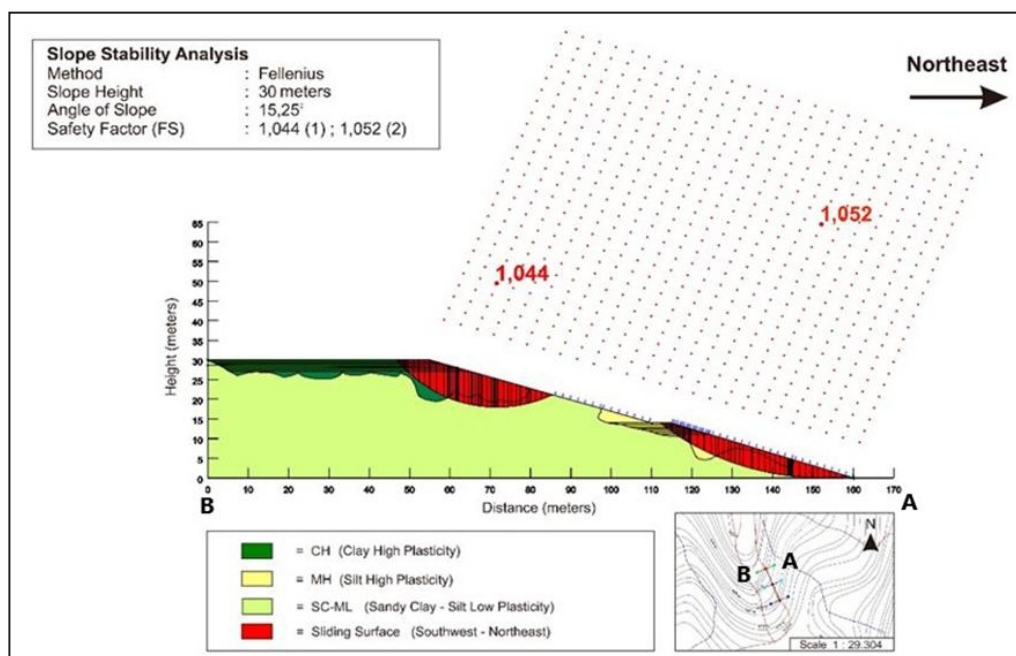 Slope Stability Analysis
Method : Fellenius
Slope Height : 30 meters
Angle of Slope : 15,25°
Safety Factor (FS) : 1,044 (1) ; 1,052 (2)
Northeast
1,052
1,044
Height (meters)
65
60
55
50
45
40
35
30
25
20
15
10
5
0
0 10 20 30 40 50 60 70 80 90 100 110 120 130 140 150 160 170
B
Distance (meters)
A
= CH (Clay High Plasticity)
= MH (Silt High Plasticity)
= SC-ML (Sandy Clay - Silt Low Plasticity)
= Sliding Surface (Southwest - Northeast)
N
A
B
Scale 1 : 29.304